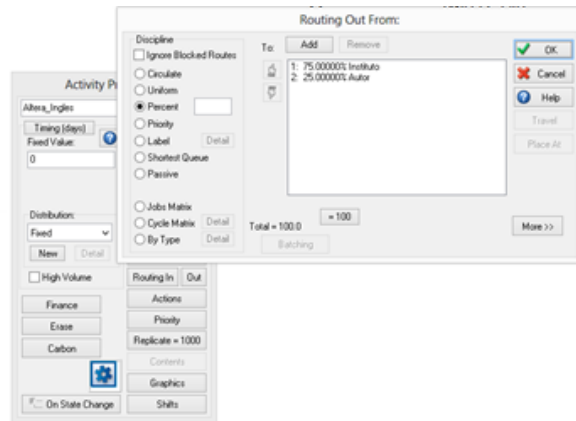 Routing Out From:
Discipline
Ignore Blocked Routes
Circulate
Uniform
Percent
Priority
Label
Detail
Shortest Queue
Passive
Jobs Matrix
Cycle Matrix
Detail
By Type
Detail
To:
Add
Remove
1: 75.00000% Instituto
2: 25.00000% Autor
= 100
Total = 100.0
Batching
OK
Cancel
Help
Travel
Place At
More >>
Activity P
Altera_Ingles
Timing (days)
Fixed Value:
0
Distribution:
Fixed
New
Detail
High Volume
Routing In
Out
Finance
Erase
Carbon
Actions
Priority
Replicate = 1000
Contents
Graphics
On State Change
Shifts